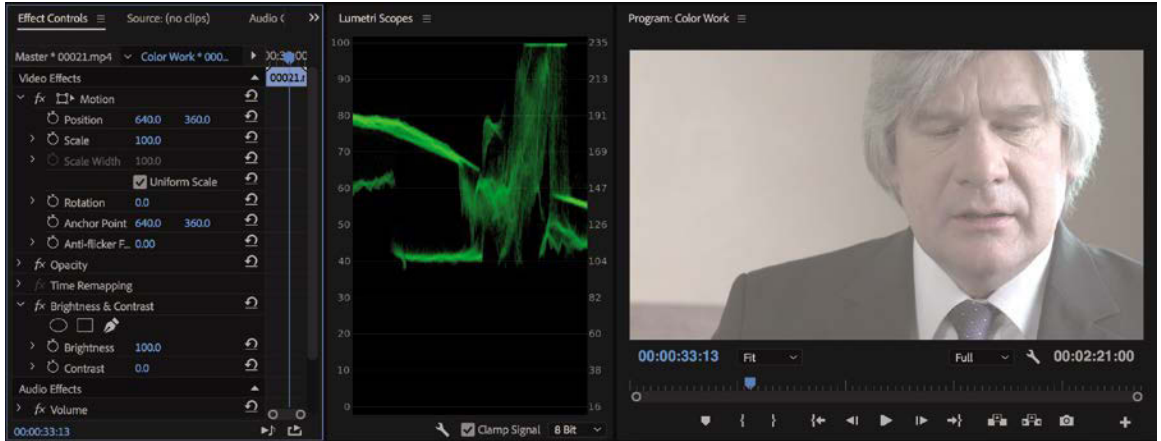 Effect Controls
Source: (no clips)
Audio
Master * 00021.mp4
Color Work * 000...
Video Effects
00021.
fx Motion
Position 640.0 360.0
Scale 100.0
Scale Width 100.0
Uniform Scale
Rotation 0.0
Anchor Point 640.0 360.0
Anti-flicker F... 0.00
fx Opacity
fx Time Remapping
fx Brightness & Contrast
Brightness 100.0
Contrast 0.0
Audio Effects
fx Volume
00:00:33:13
Lumetri Scopes
100 235
90 213
80 191
70 169
60 147
50 126
40 104
30 82
20 60
10 38
0 16
Clamp Signal 8 Bit
Program: Color Work
00:00:33:13 Fit Full 00:02:21:00